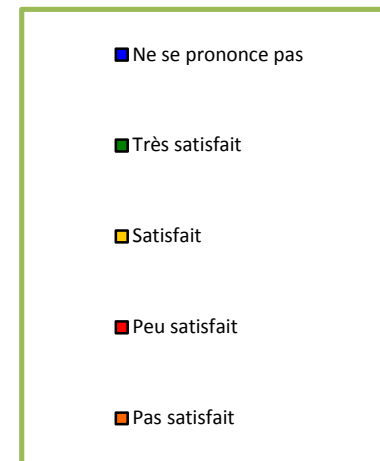 Ne se prononce pas
Très satisfait
Satisfait
Peu satisfait
Pas satisfait